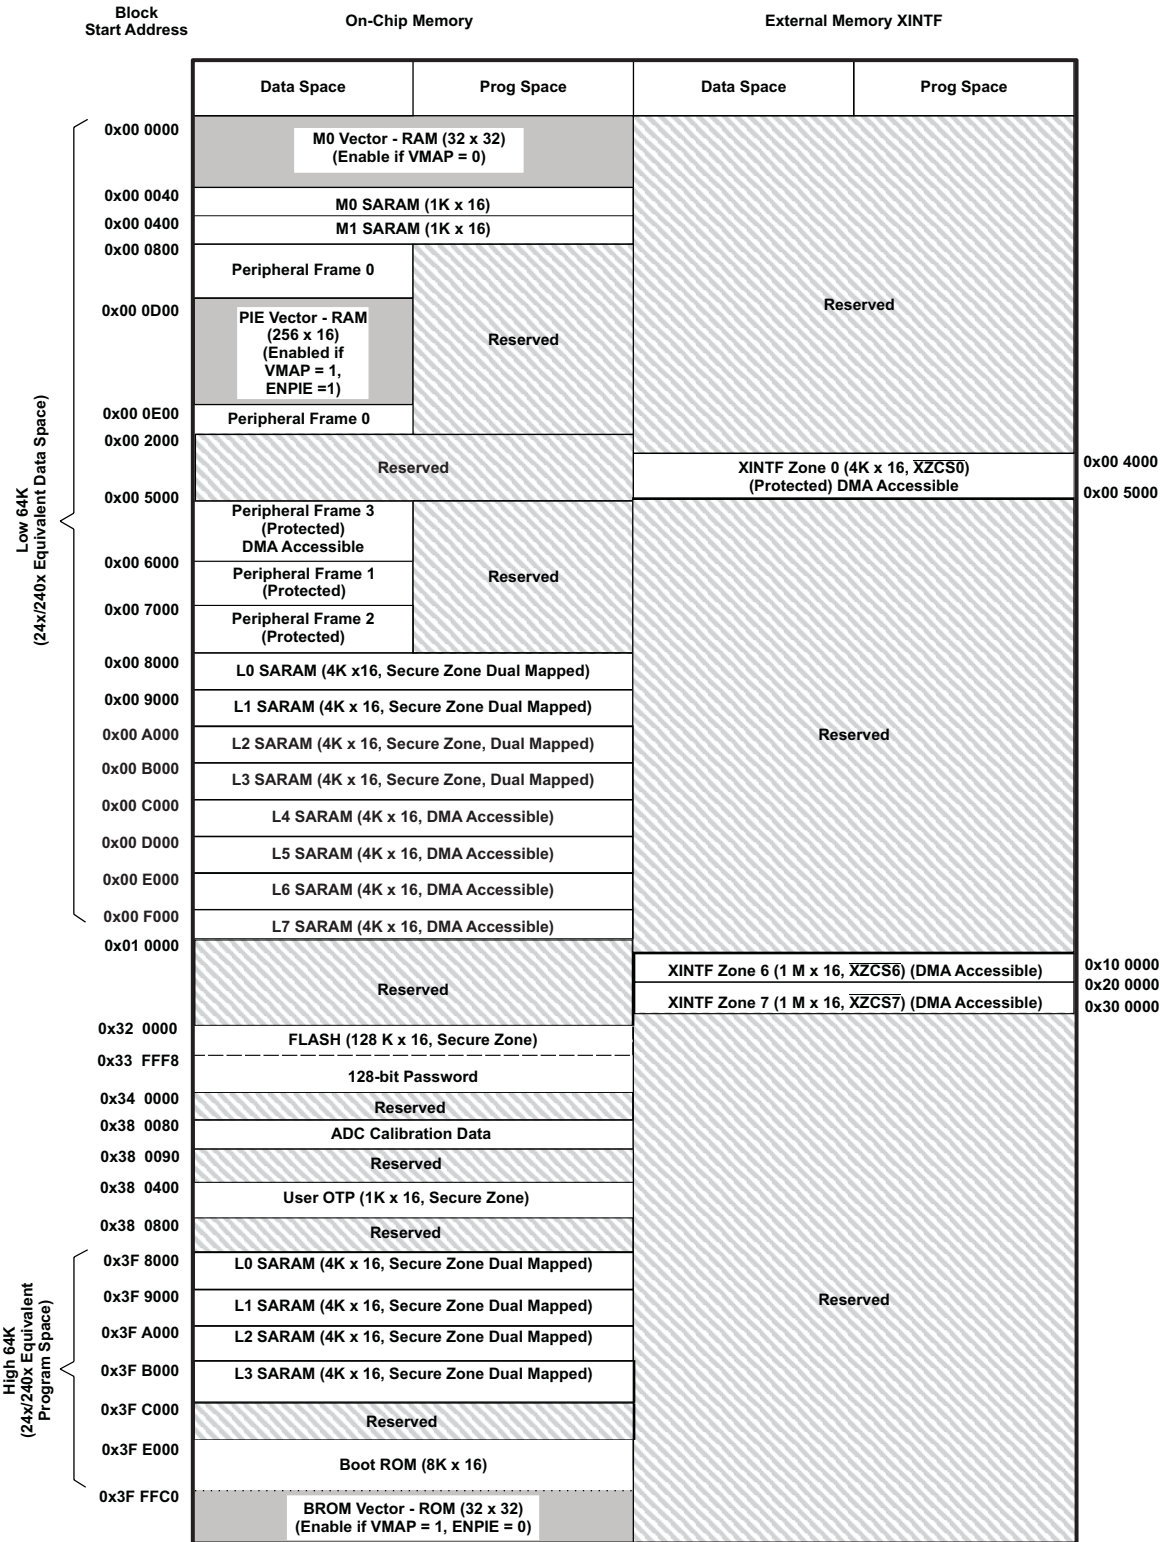 Block
Start Address
On-Chip Memory
External Memory XINTF
Data Space
Prog Space
Data Space
Prog Space
0x00 0000
M0 Vector - RAM (32 x 32)
(Enable if VMAP = 0)
0x00 0040
M0 SARAM (1K x 16)
0x00 0400
M1 SARAM (1K x 16)
0x00 0800
Peripheral Frame 0
Reserved
Reserved
0x00 0D00
PIE Vector - RAM
(256 x 16)
(Enabled if
VMAP = 1,
ENPIE =1)
0x00 0E00
Peripheral Frame 0
0x00 2000
Reserved
XINTF Zone 0 (4K x 16, XZCS0)
(Protected) DMA Accessible
0x00 4000
0x00 5000
0x00 5000
Peripheral Frame 3
(Protected)
DMA Accessible
Reserved
0x00 6000
Peripheral Frame 1
(Protected)
0x00 7000
Peripheral Frame 2
(Protected)
Low 64K
(24x/240x Equivalent Data Space)
0x00 8000
L0 SARAM (4K x16, Secure Zone Dual Mapped)
0x00 9000
L1 SARAM (4K x 16, Secure Zone Dual Mapped)
0x00 A000
L2 SARAM (4K x 16, Secure Zone, Dual Mapped)
Reserved
0x00 B000
L3 SARAM (4K x 16, Secure Zone, Dual Mapped)
0x00 C000
L4 SARAM (4K x 16, DMA Accessible)
0x00 D000
L5 SARAM (4K x 16, DMA Accessible)
0x00 E000
L6 SARAM (4K x 16, DMA Accessible)
0x00 F000
L7 SARAM (4K x 16, DMA Accessible)
0x01 0000
Reserved
XINTF Zone 6 (1 M x 16, XZCS6) (DMA Accessible)
0x10 0000
0x20 0000
XINTF Zone 7 (1 M x 16, XZCS7) (DMA Accessible)
0x30 0000
0x32 0000
FLASH (128 K x 16, Secure Zone)
0x33 FFF8
128-bit Password
0x34 0000
Reserved
0x38 0080
ADC Calibration Data
0x38 0090
Reserved
0x38 0400
User OTP (1K x 16, Secure Zone)
0x38 0800
Reserved
0x3F 8000
L0 SARAM (4K x 16, Secure Zone Dual Mapped)
0x3F 9000
L1 SARAM (4K x 16, Secure Zone Dual Mapped)
Reserved
0x3F A000
L2 SARAM (4K x 16, Secure Zone Dual Mapped)
High 64K
(24x/240x Equivalent
Program Space)
0x3F B000
L3 SARAM (4K x 16, Secure Zone Dual Mapped)
0x3F C000
Reserved
0x3F E000
Boot ROM (8K x 16)
0x3F FFC0
BROM Vector - ROM (32 x 32)
(Enable if VMAP = 1, ENPIE = 0)